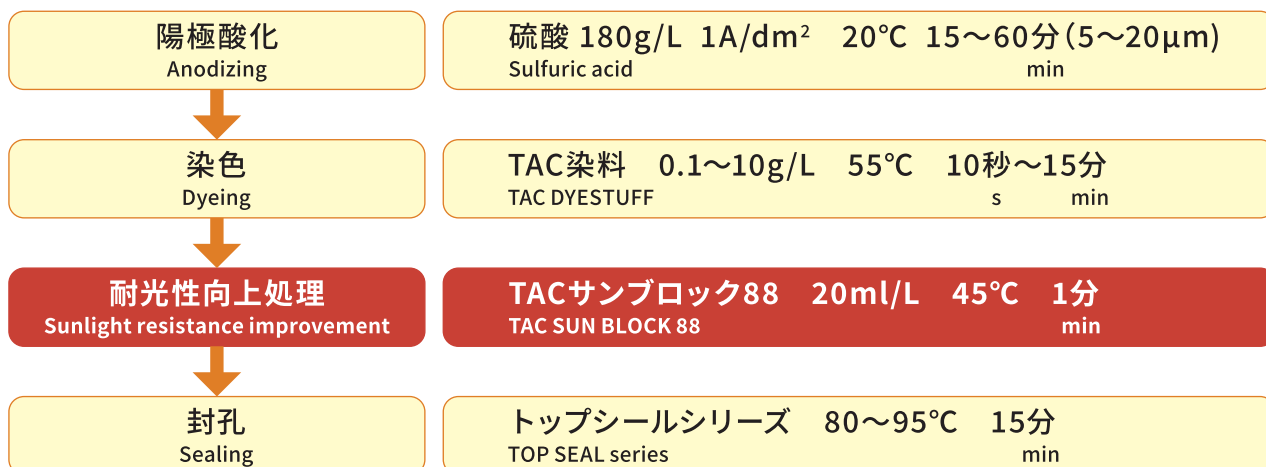 陽極酸化
Anodizing
硫酸 180g/L 1A/dm² 20℃ 15〜60分(5〜20μm)
Sulfuric acid min
染色
Dyeing
TAC染料 0.1〜10g/L 55℃ 10秒〜15分
TAC DYESTUFF s min
耐光性向上処理
Sunlight resistance improvement
TACサンブロック88 20ml/L 45℃ 1分
TAC SUN BLOCK 88 min
封孔
Sealing
トップシールシリーズ 80〜95℃ 15分
TOP SEAL series min